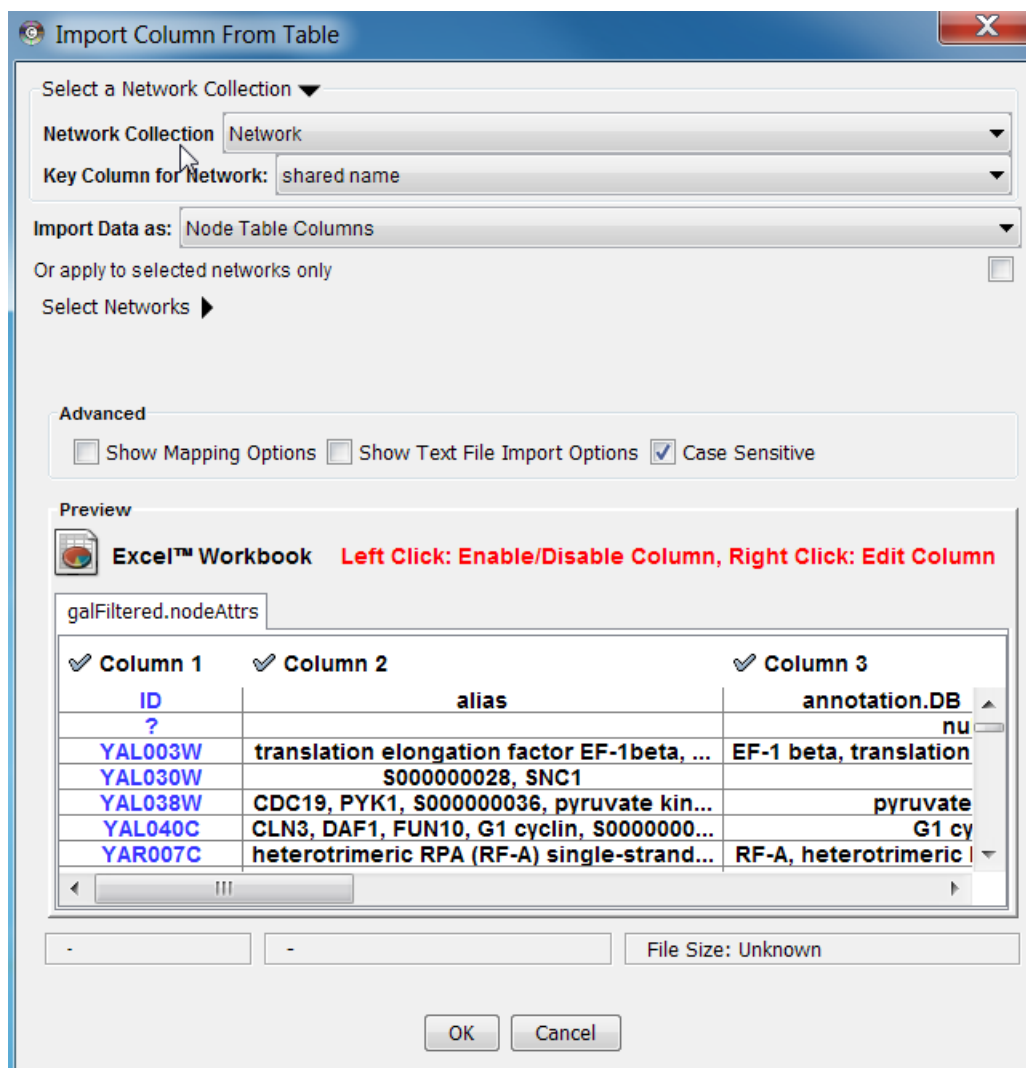 Import Column From Table
Select a Network Collection
Network Collection Network
Key Column for Network: shared name
Import Data as: Node Table Columns
Or apply to selected networks only
Select Networks
Advanced
Show Mapping Options Show Text File Import Options Case Sensitive
Preview
Excel™ Workbook Left Click: Enable/Disable Column, Right Click: Edit Column
galFiltered.nodeAttrs
Column 1 Column 2 Column 3
ID alias annotation.DB
? nu
YAL003W translation elongation factor EF-1beta, ... EF-1 beta, translation
YAL030W S000000028, SNC1
YAL038W CDC19, PYK1, S000000036, pyruvate kin... pyruvate
YAL040C CLN3, DAF1, FUN10, G1 cyclin, S0000000... G1 cy
YAR007C heterotrimeric RPA (RF-A) single-strand... RF-A, heterotrimeric
- - File Size: Unknown
OK Cancel